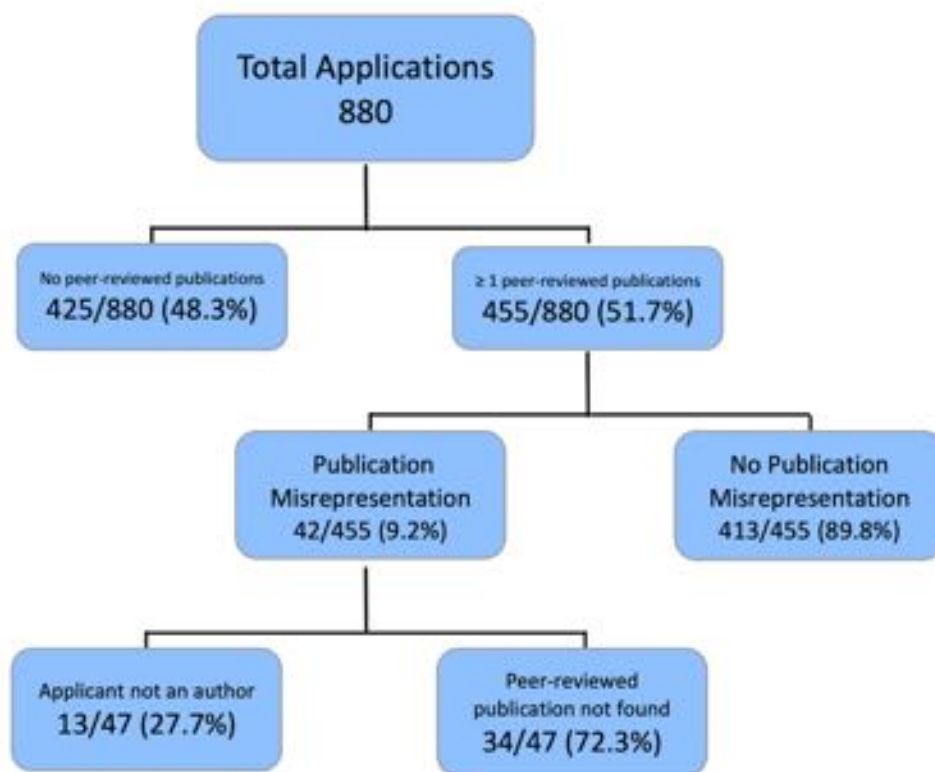 Total Applications
880
No peer-reviewed publications
425/880 (48.3%)
≥ 1 peer-reviewed publications
455/880 (51.7%)
Publication
Misrepresentation
42/455 (9.2%)
No Publication
Misrepresentation
413/455 (89.8%)
Applicant not an author
13/47 (27.7%)
Peer-reviewed
publication not found
34/47 (72.3%)